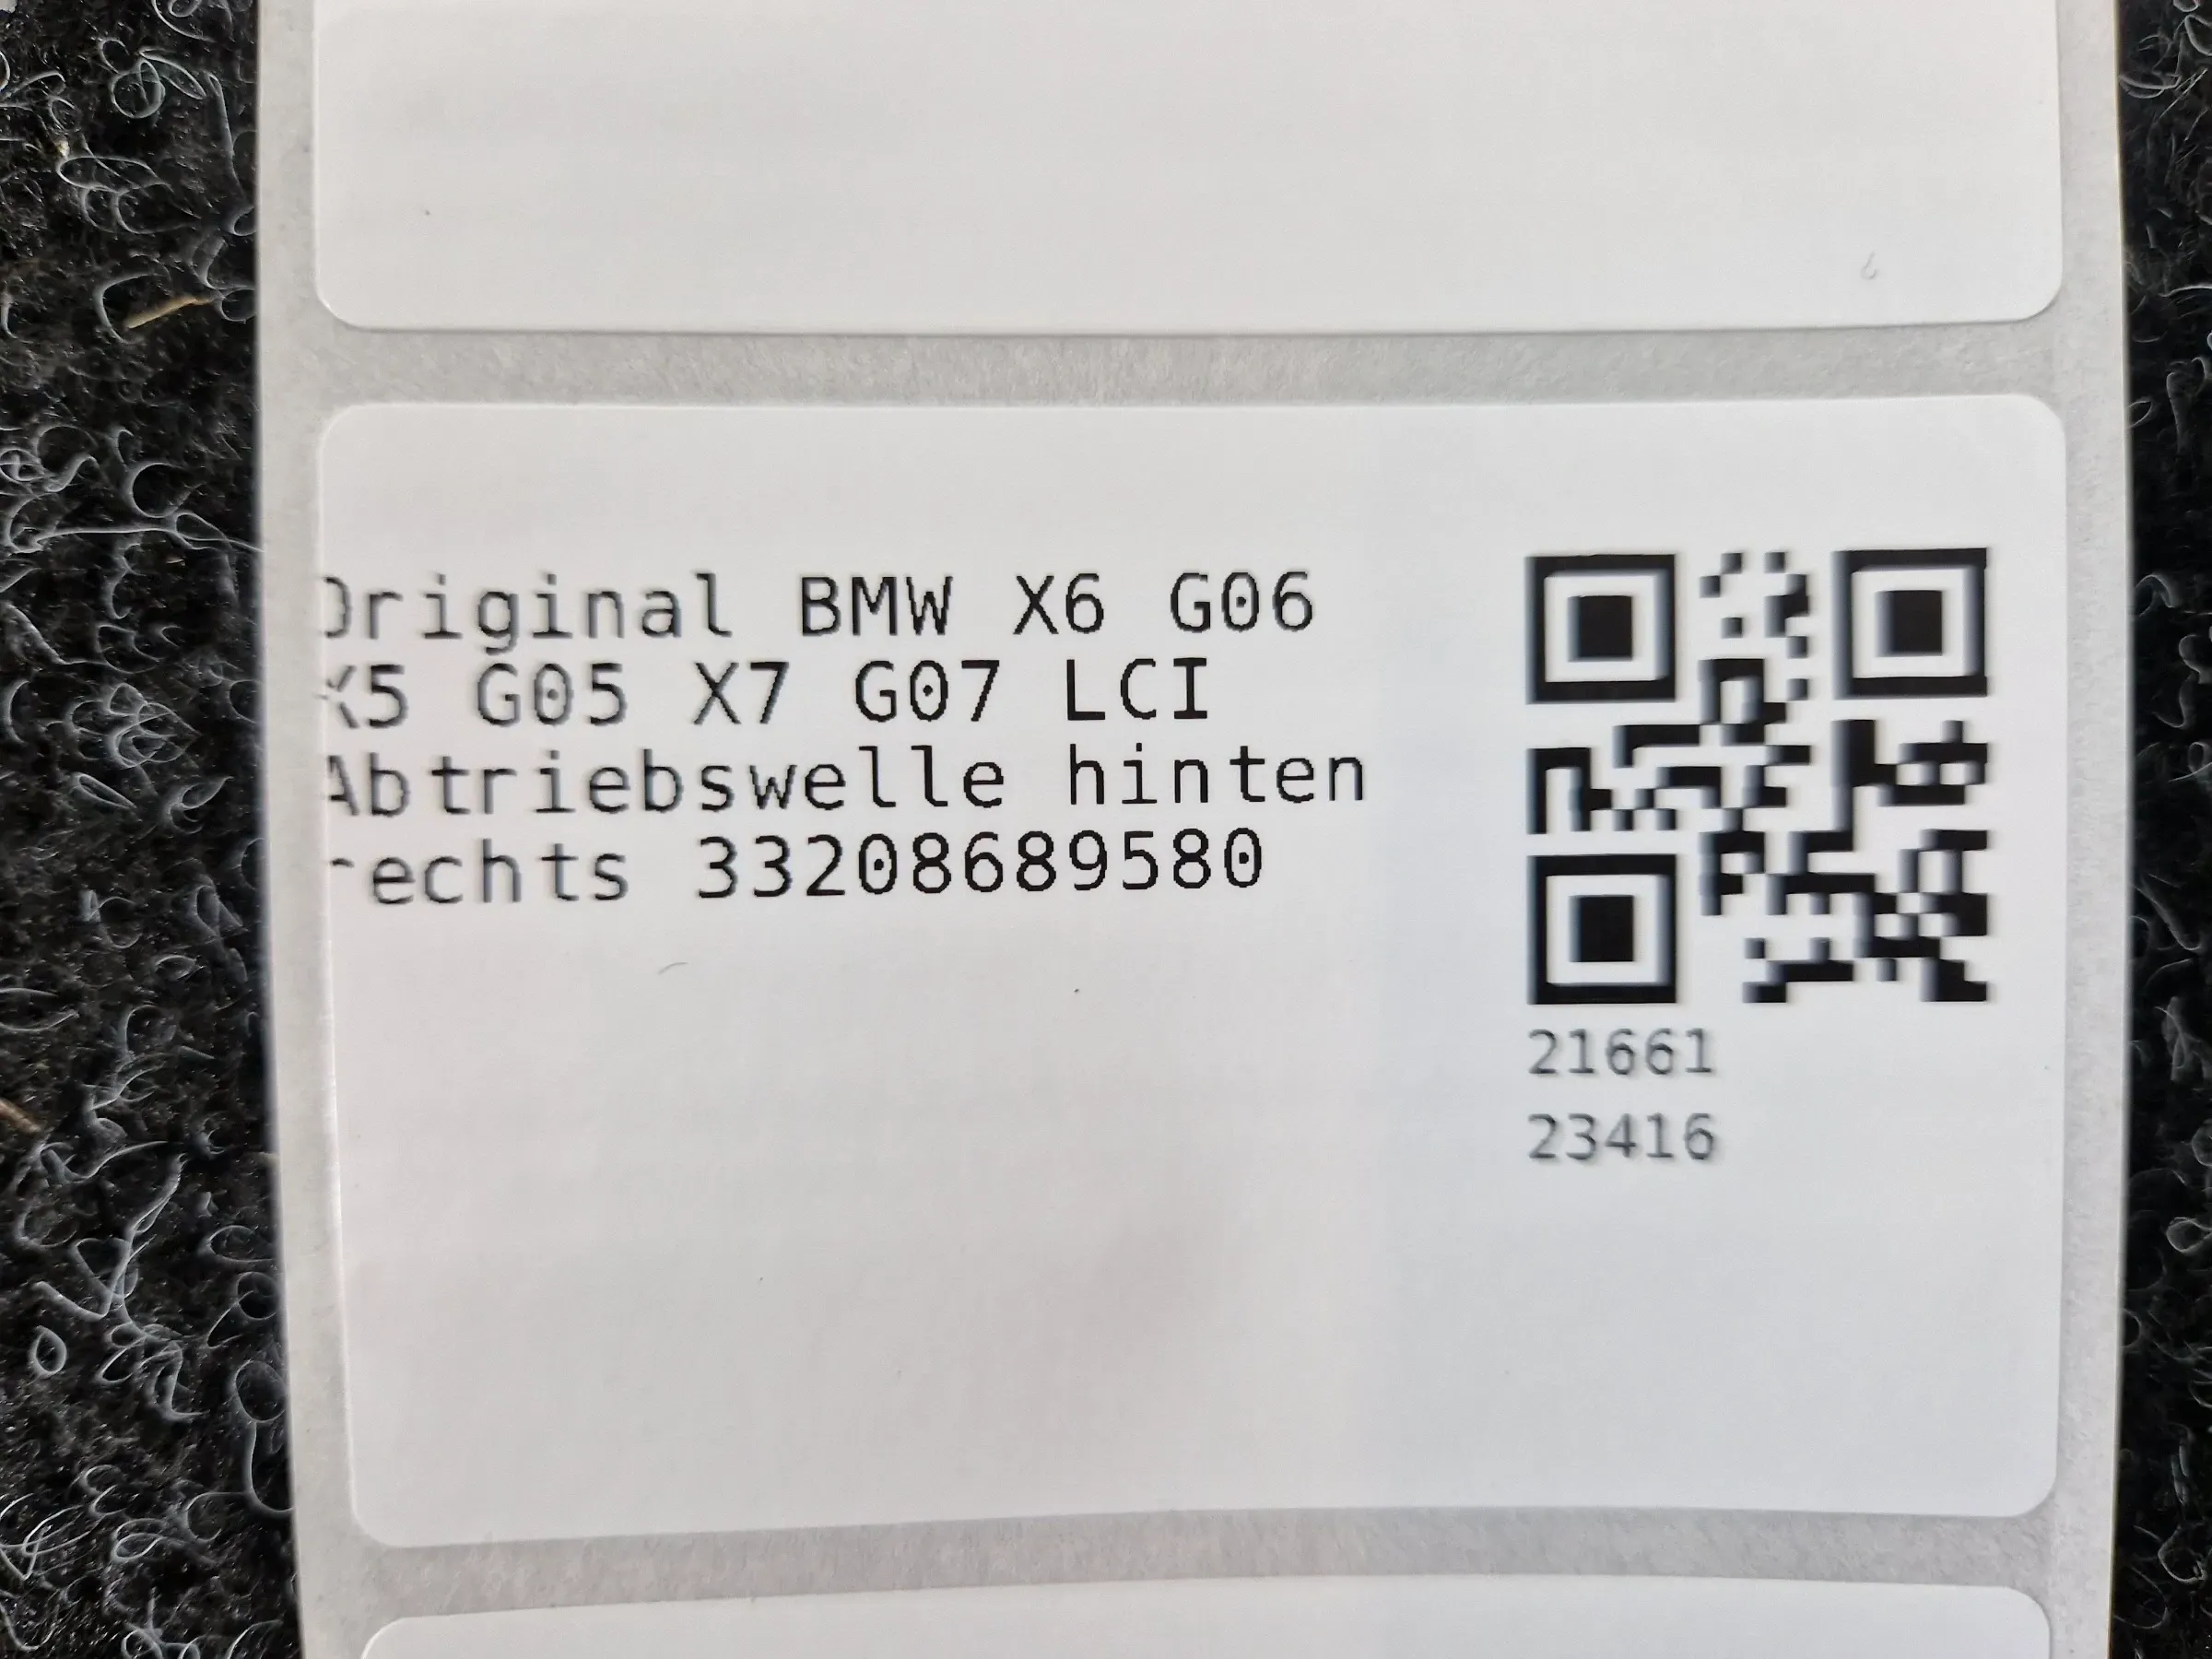 Original BMW X6 G06
X5 G05 X7 G07 LCI
Abtriebswelle hinten
rechts 33208689580
21661
23416